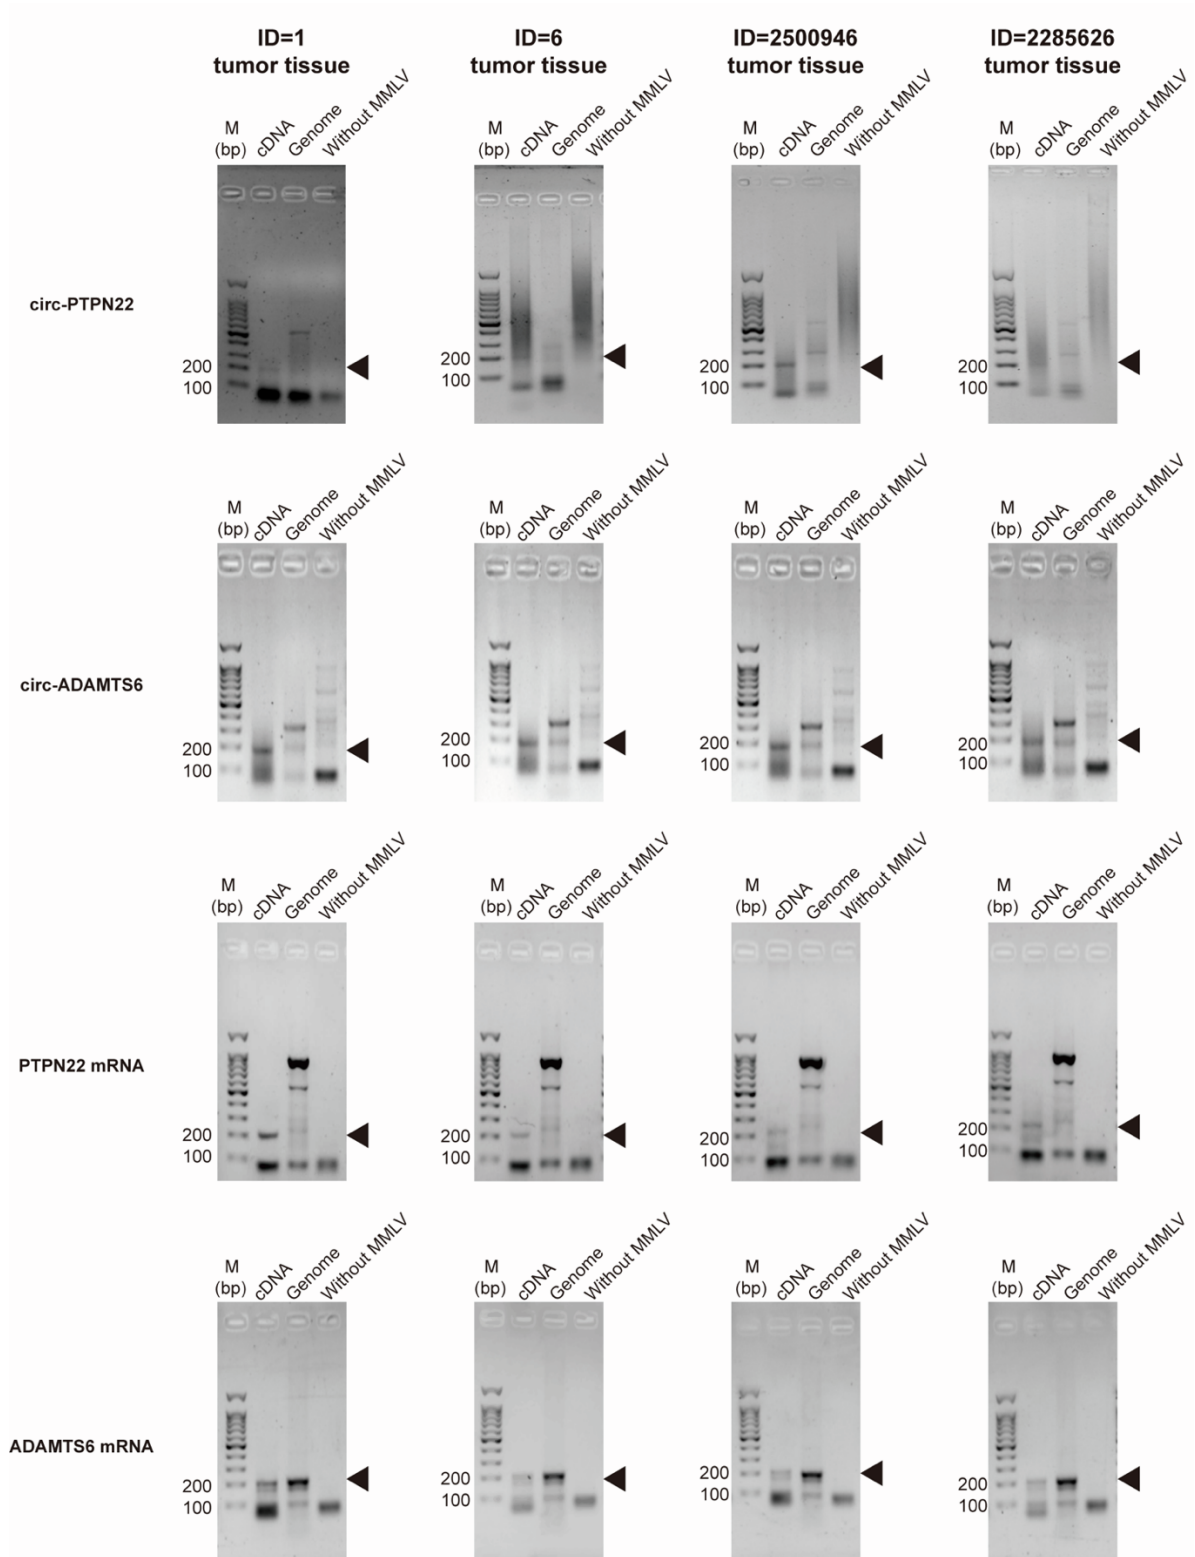 ID=1 ID=6 ID=2500946 ID=2285626
tumor tissue tumor tissue tumor tissue tumor tissue
M (bp) cDNA Genome Without MMLV M (bp) cDNA Genome Without MMLV M (bp) cDNA Genome Without MMLV M (bp) cDNA Genome Without MMLV
circ-PTPN22
200 200 200 200
100 100 100 100
M (bp) cDNA Genome Without MMLV M (bp) cDNA Genome Without MMLV M (bp) cDNA Genome Without MMLV M (bp) cDNA Genome Without MMLV
circ-ADAMTS6
200 200 200 200
100 100 100 100
M (bp) cDNA Genome Without MMLV M (bp) cDNA Genome Without MMLV M (bp) cDNA Genome Without MMLV M (bp) cDNA Genome Without MMLV
PTPN22 mRNA
200 200 200 200
100 100 100 100
M (bp) cDNA Genome Without MMLV M (bp) cDNA Genome Without MMLV M (bp) cDNA Genome Without MMLV M (bp) cDNA Genome Without MMLV
ADAMTS6 mRNA
200 200 200 200
100 100 100 100